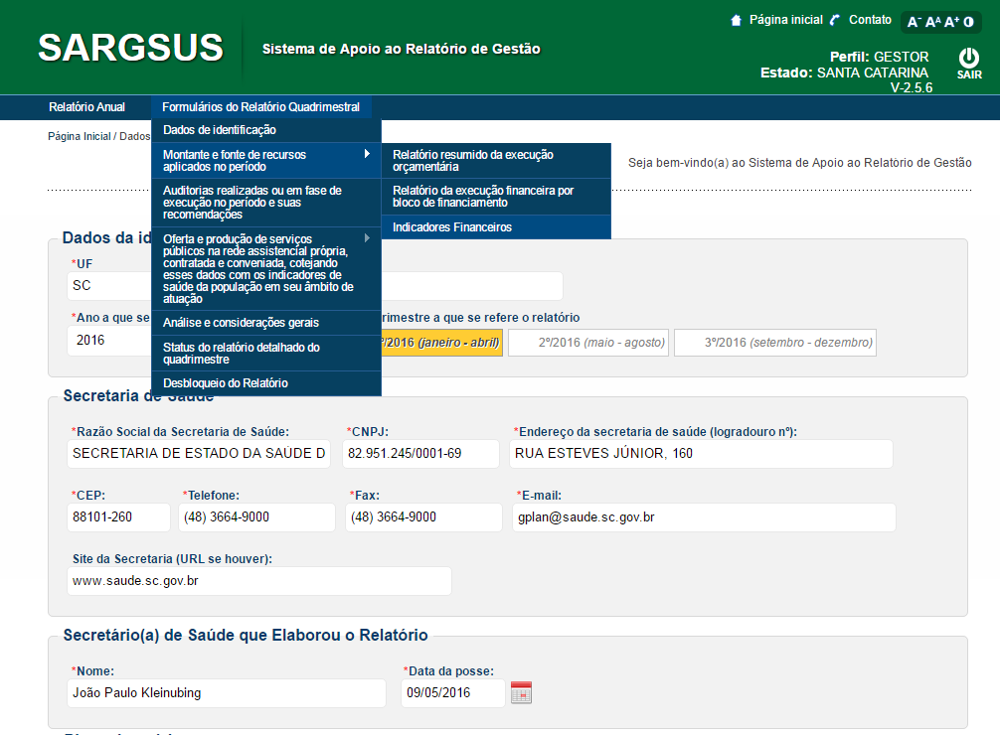 Página inicial
Contato
A- AA A+
SARGSUS
Sistema de Apoio ao Relatório de Gestão
Perfil: GESTOR
Estado: SANTA CATARINA
V-2.5.6
SAIR
Relatório Anual
Formulários do Relatório Quadrimestral
Página Inicial / Dados
Dados de identificação
Montante e fonte de recursos
aplicados no período
Auditorias realizadas ou em fase de
execução no período e suas
recomendações
Oferta e produção de serviços
públicos na rede assistencial própria,
contratada e conveniada, cotejando
esses dados com os indicadores de
saúde da população em seu âmbito de
atuação
Análise e considerações gerais
Status do relatório detalhado do
quadrimestre
Desbloqueio do Relatório
Relatório resumido da execução
orçamentária
Relatório da execução financeira por
bloco de financiamento
Indicadores Financeiros
Seja bem-vindo(a) ao Sistema de Apoio ao Relatório de Gestão
Dados da id
*UF
SC
*Ano a que se
rimestre a que se refere o relatório
2016
º/2016 (janeiro - abril)
2º/2016 (maio - agosto)
3º/2016 (setembro - dezembro)
Secretaria de Saúde
*Razão Social da Secretaria de Saúde:
*CNPJ:
*Endereço da secretaria de saúde (logradouro nº):
SECRETARIA DE ESTADO DA SAÚDE D
82.951.245/0001-69
RUA ESTEVES JÚNIOR, 160
*CEP:
*Telefone:
*Fax:
*E-mail:
88101-260
(48) 3664-9000
(48) 3664-9000
gplan@saude.sc.gov.br
Site da Secretaria (URL se houver):
www.saude.sc.gov.br
Secretário(a) de Saúde que Elaborou o Relatório
*Nome:
*Data da posse:
João Paulo Kleinubing
09/05/2016